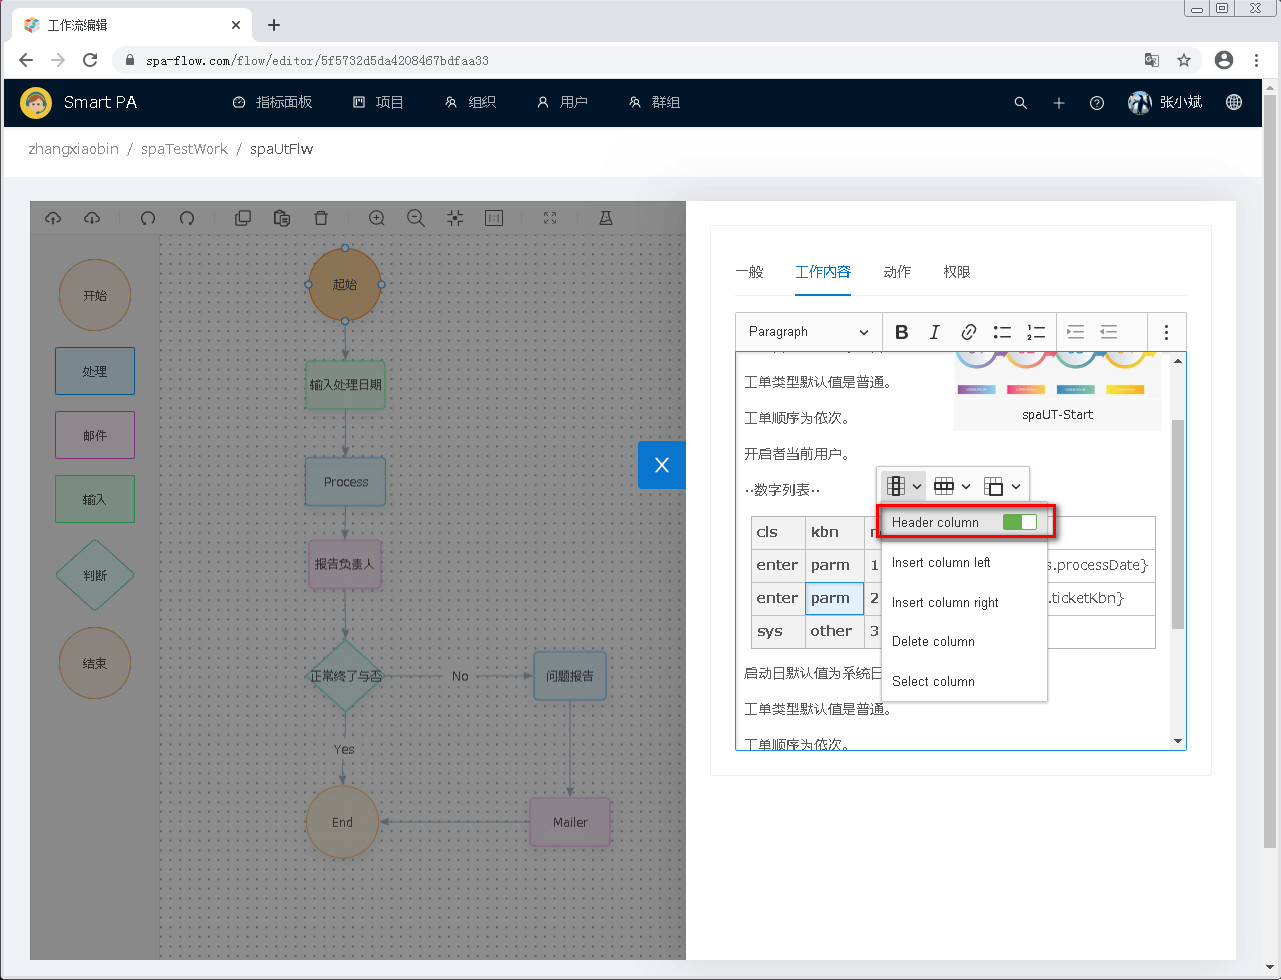 工作流编辑
spa-flow.com/flow/editor/5f5732d5da4208467bdfaa33
Smart PA
指标面板
项目
组织
用户
群组
张小斌
zhangxiaobin / spaTestWork / spaUtFlw
开始
处理
邮件
输入
判断
结束
起始
输入处理日期
Process
报告负责人
正常终了与否
No
问题报告
Yes
End
Mailer
X
一般
工作内容
动作
权限
Paragraph
B I
工单类型默认值是普通。
spaUT-Start
工单顺序为依次。
开启者当前用户。
··数字列表··
cls kbn
enter parm 1 s.processDate}
enter parm 2 .ticketKbn}
sys other 3
Header column
Insert column left
Insert column right
Delete column
Select column
启动日默认值为系统日
工单类型默认值是普通。
工单顺序为依次。